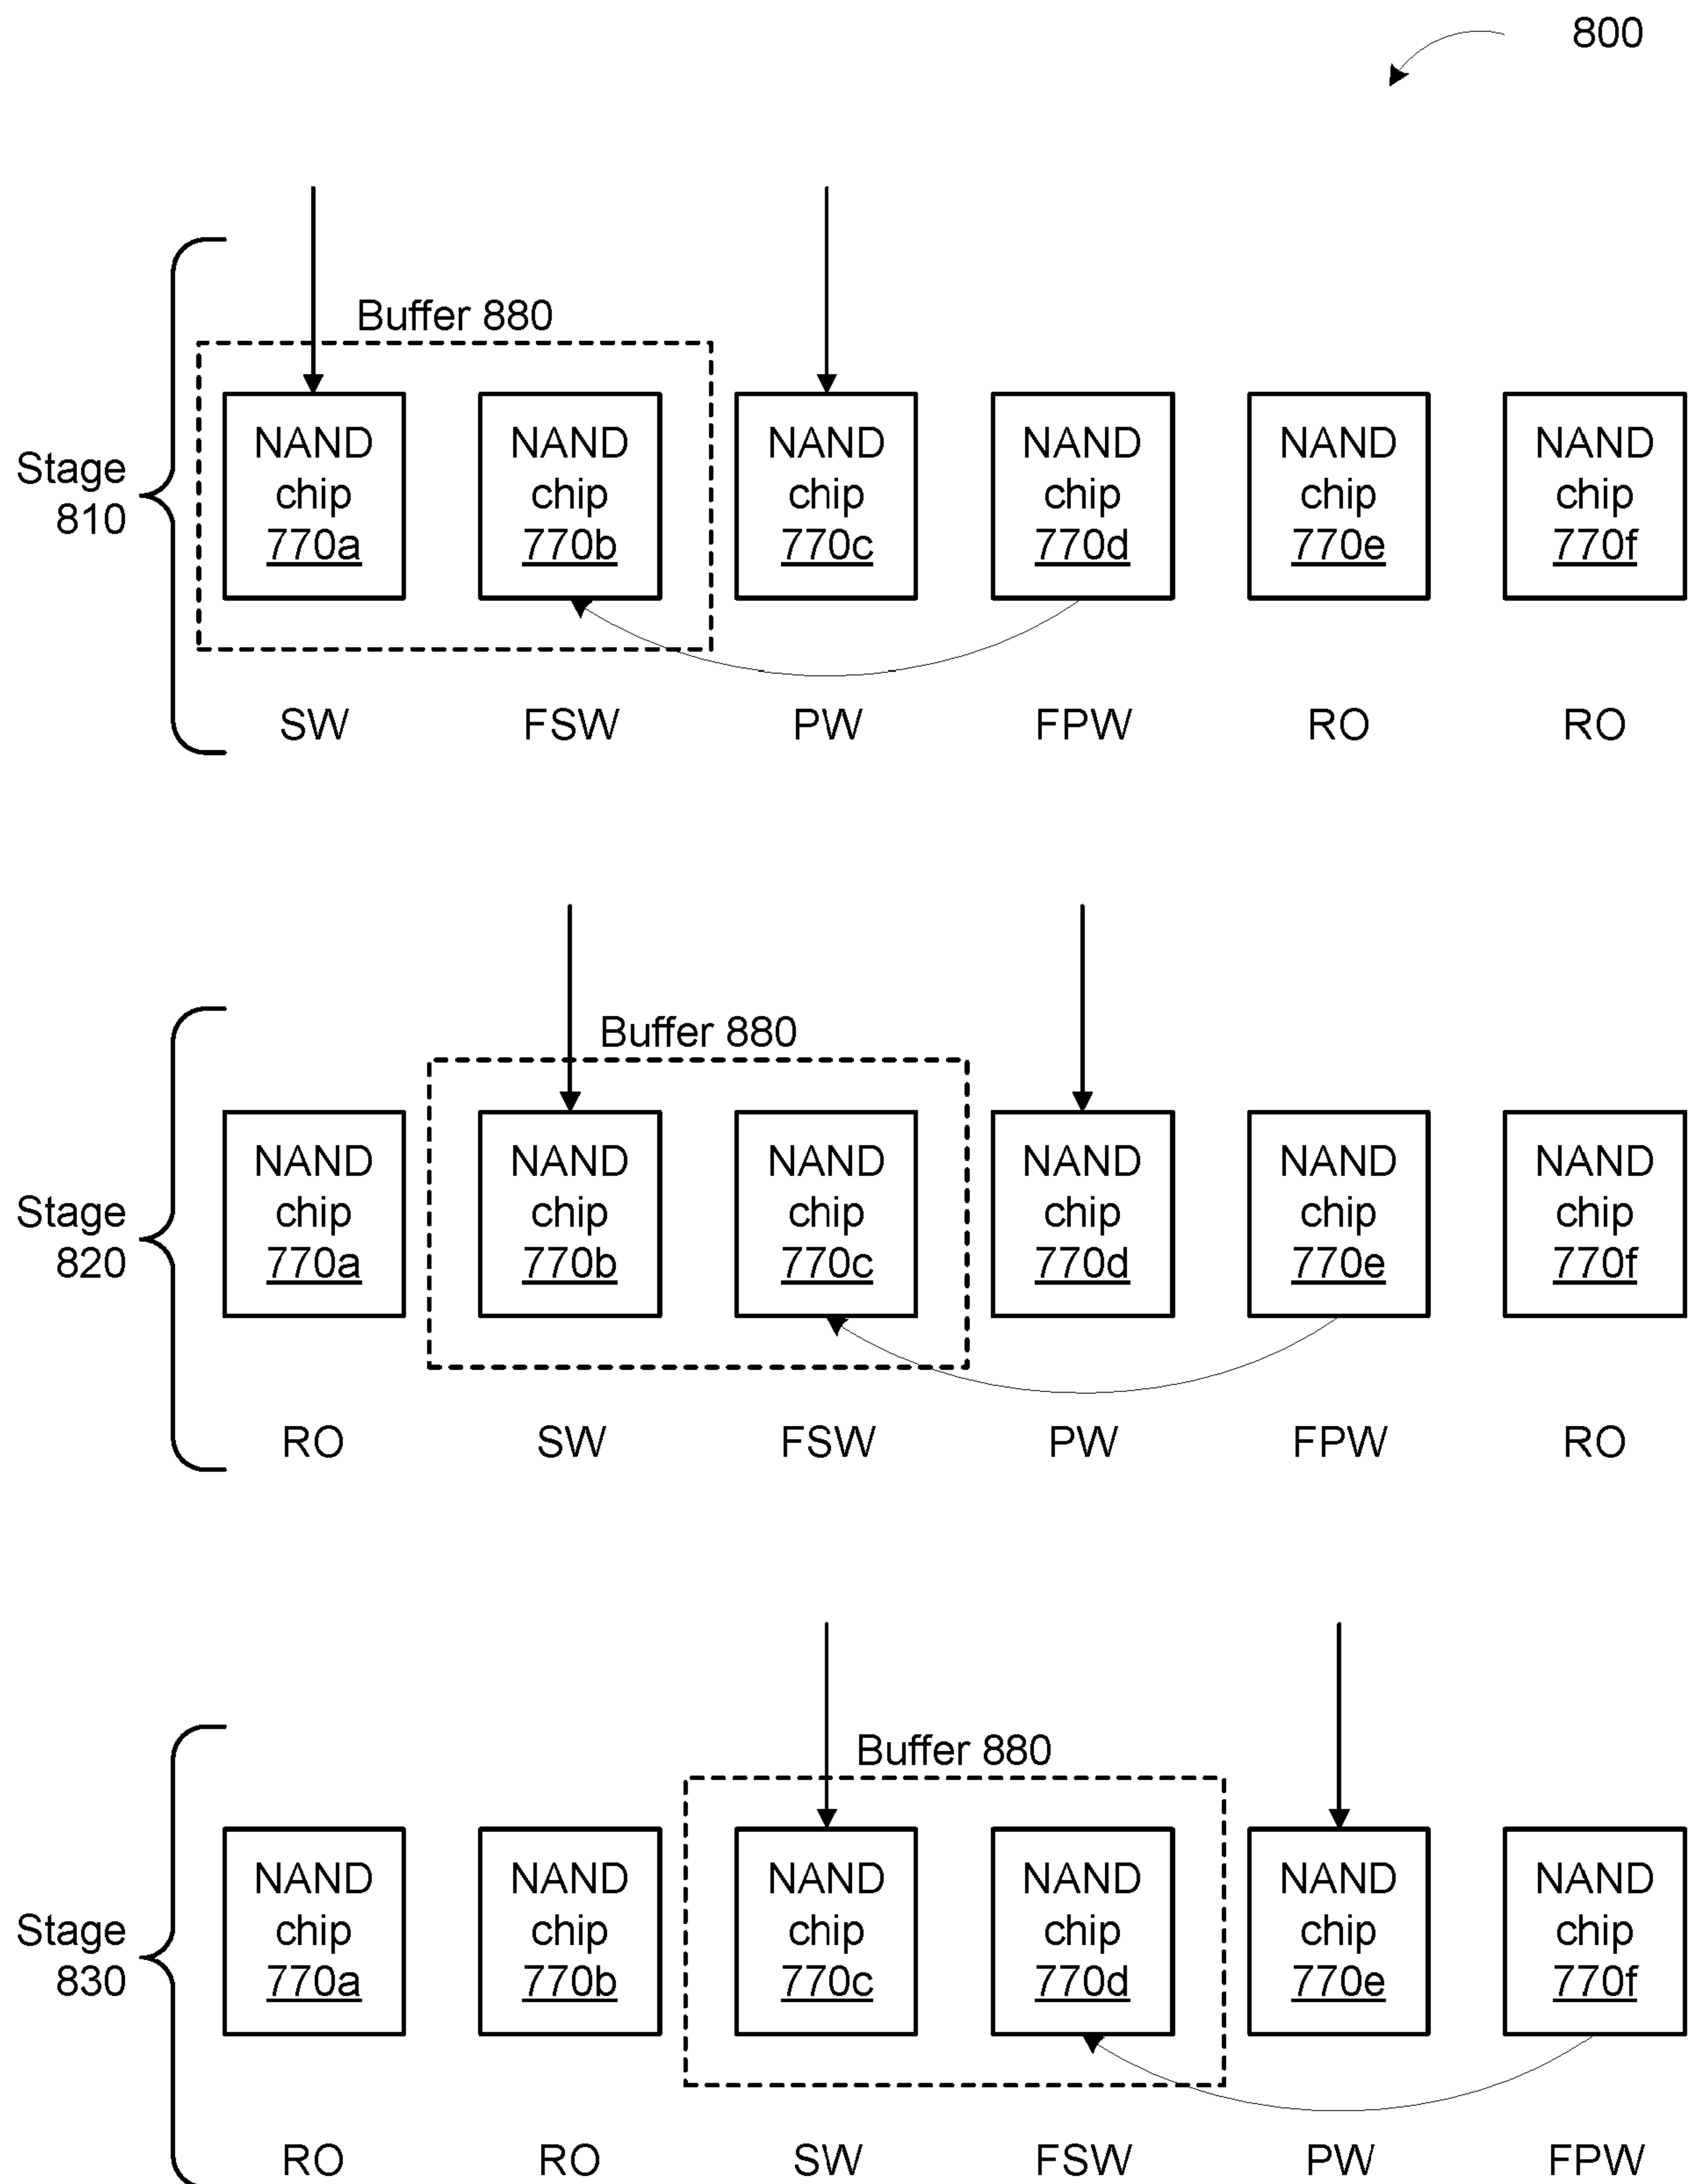 800
Buffer 880
Stage
810
NAND
chip
770a
NAND
chip
770b
NAND
chip
770c
NAND
chip
770d
NAND
chip
770e
NAND
chip
770f
SW
FSW
PW
FPW
RO
RO
Buffer 880
Stage
820
NAND
chip
770a
NAND
chip
770b
NAND
chip
770c
NAND
chip
770d
NAND
chip
770e
NAND
chip
770f
RO
SW
FSW
PW
FPW
RO
Buffer 880
Stage
830
NAND
chip
770a
NAND
chip
770b
NAND
chip
770c
NAND
chip
770d
NAND
chip
770e
NAND
chip
770f
RO
RO
SW
FSW
PW
FPW